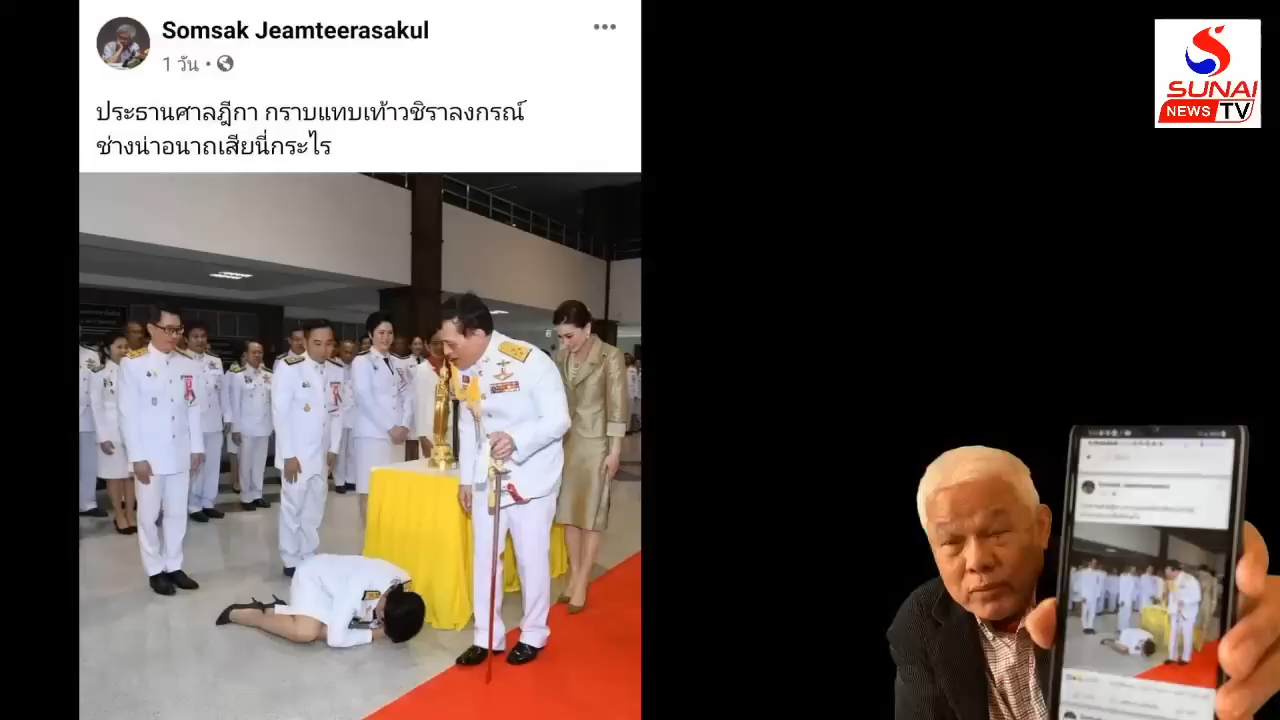 Somsak Jeamteerasakul
1 วัน
ประธานศาลฎีกา กราบแทบเท้าวชิราลงกรณ์
ช่างน่าอนาถเสียนี่กระไร
SUNAI
NEWS TV